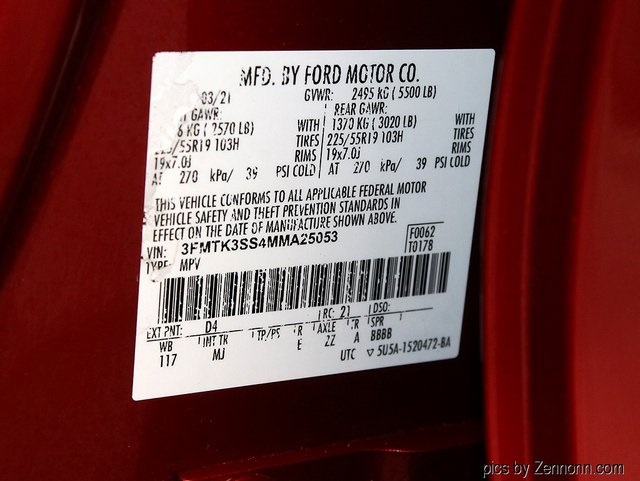 MFD. BY FORD MOTOR CO.
03/21 GVWR: 2495 KG ( 5500 LB)
GAWR: REAR GAWR:
KG ( 2570 LB) WITH 1370 KG ( 3020 LB) WITH
TIRES 225/55R19 103H TIRES
/55R19 103H RIMS 19x7.0J RIMS
19x7.0J
AT 270 kPa/ 39 PSI COLD AT 270 kPa/ 39 PSI COLD
THIS VEHICLE CONFORMS TO ALL APPLICABLE FEDERAL MOTOR
VEHICLE SAFETY AND THEFT PREVENTION STANDARDS IN
EFFECT ON THE DATE OF MANUFACTURE SHOWN ABOVE.
VIN: 3FMTK3SS4MMA25053 F0062
TYPE: MPV T0178
EXT PNT: D4 RC: 21 DSO:
WB INT TR TP/PS R AXLE TR SPR
117 MJ E ZZ A BBBB
UTC ▽ 5U5A-1520472-BA
pics by Zennonn.com